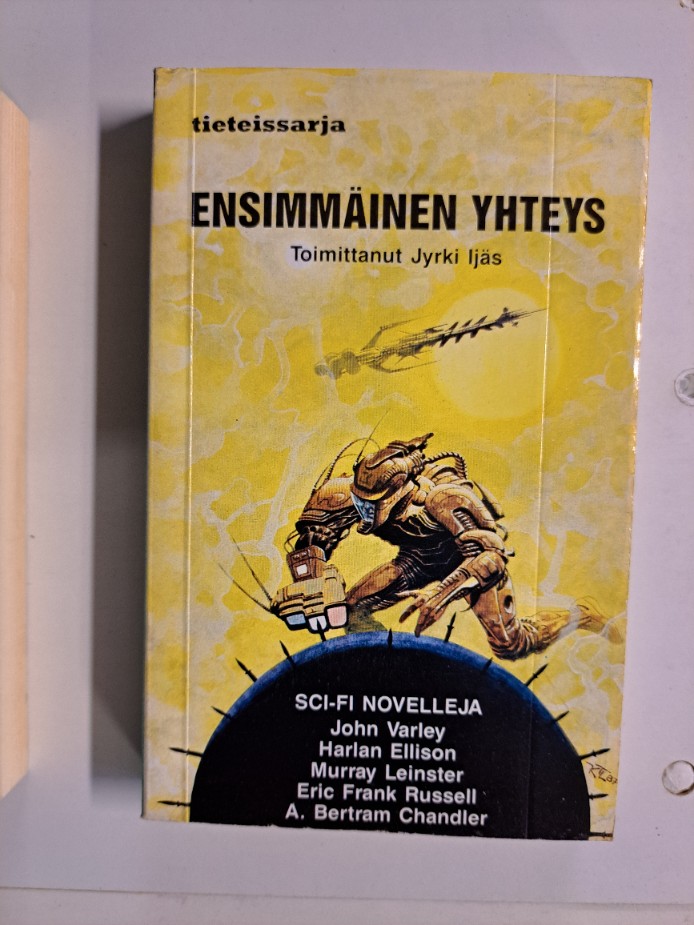 tieteissarja
ENSIMMÄINEN YHTEYS
Toimittanut Jyrki Ijäs
SCI-FI NOVELLEJA
John Varley
Harlan Ellison
Murray Leinster
Eric Frank Russell
A. Bertram Chandler